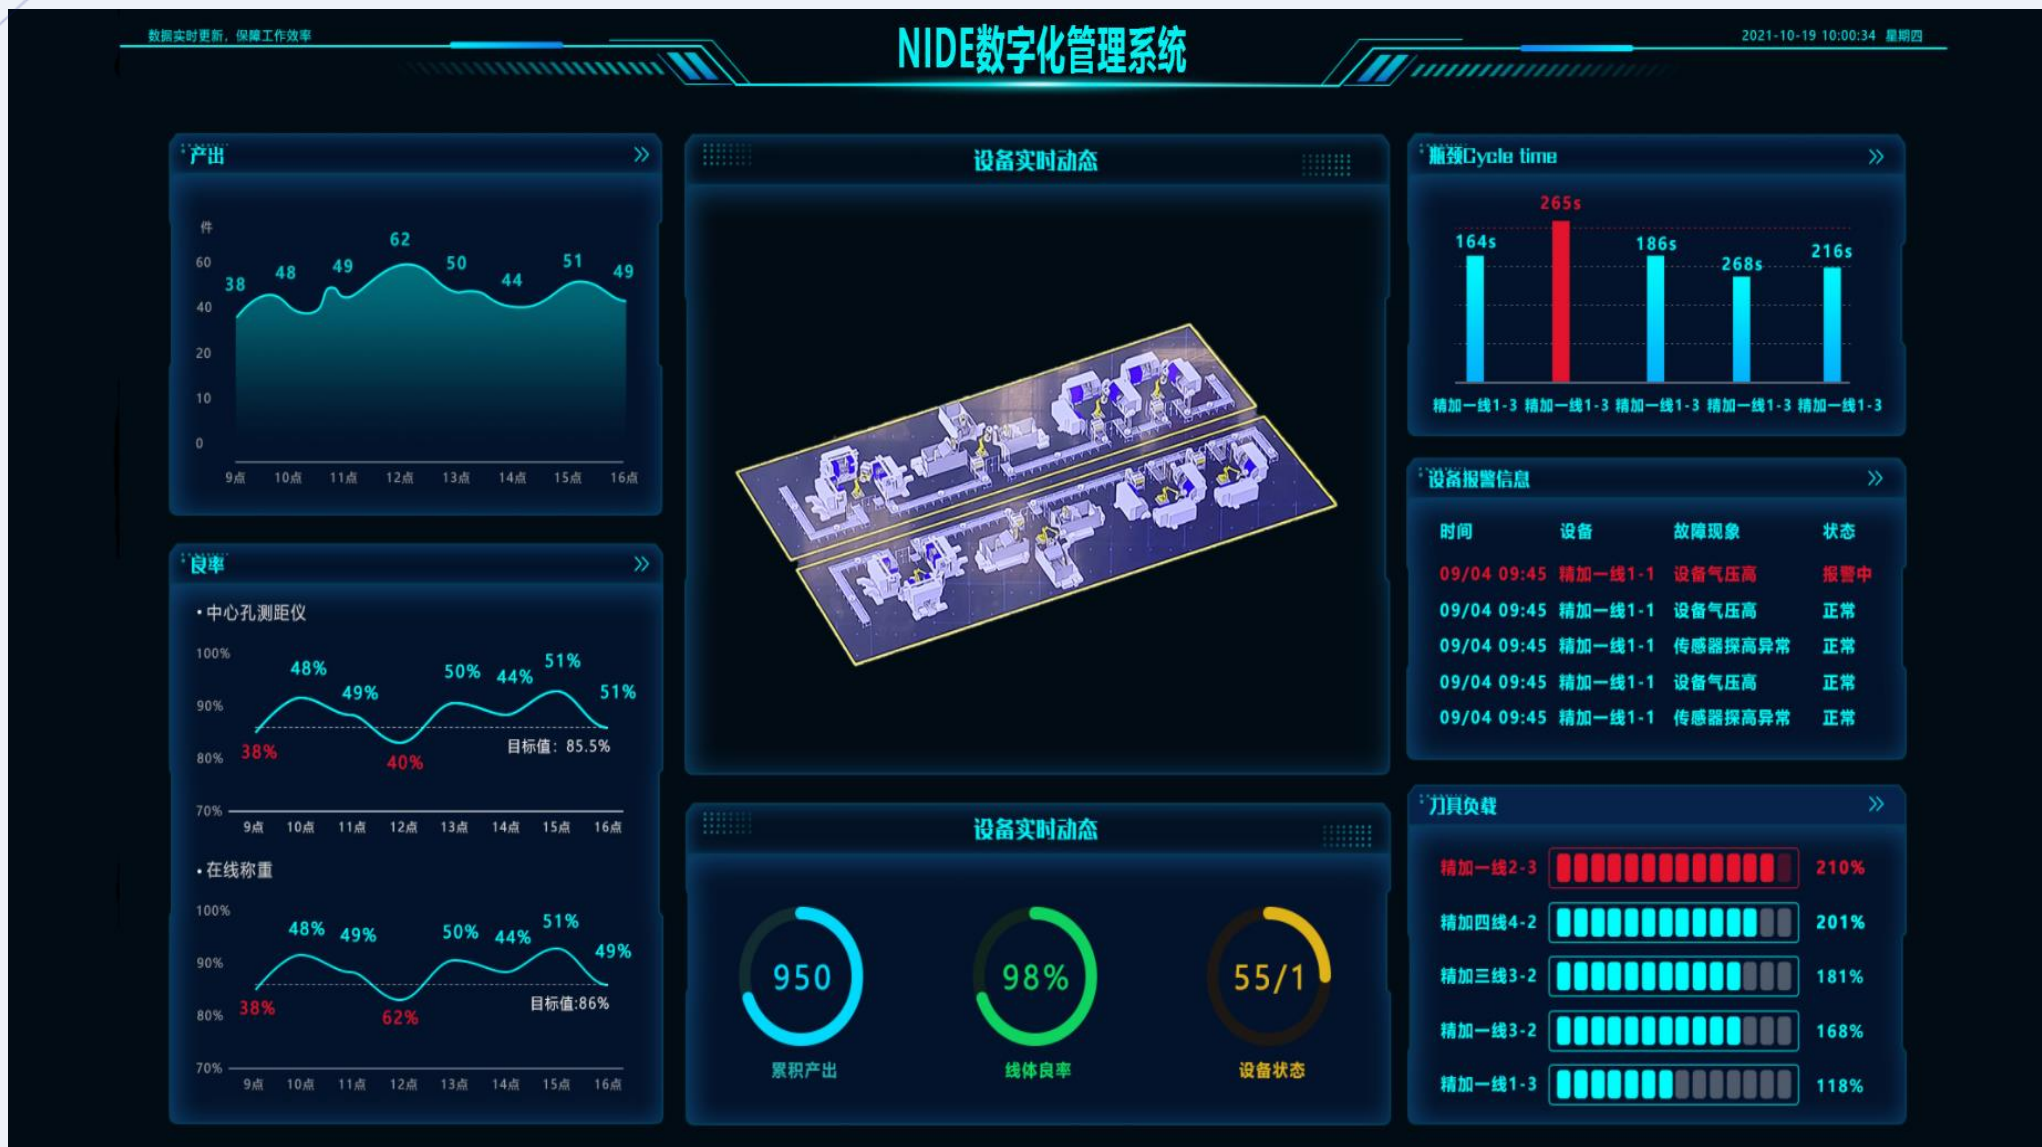 数据实时更新，保障工作效率
NIDE数字化管理系统
2021-10-19 10:00:34 星期四
产出
件
60
40
20
10
0
38
48
49
62
50
44
51
49
9点 10点 11点 12点 13点 14点 15点 16点
良率
• 中心孔测距仪
100%
90%
80%
70%
38%
48%
49%
40%
50%
44%
51%
51%
目标值：85.5%
9点 10点 11点 12点 13点 14点 15点 16点
• 在线称重
100%
90%
80%
70%
38%
48%
49%
62%
50%
44%
51%
49%
目标值:86%
9点 10点 11点 12点 13点 14点 15点 16点
设备实时动态
设备实时动态
950
98%
55/1
累积产出
线体良率
设备状态
瓶颈Cycle time
164s
265s
186s
268s
216s
精加一线1-3 精加一线1-3 精加一线1-3 精加一线1-3 精加一线1-3
设备报警信息
时间 设备 故障现象 状态
09/04 09:45 精加一线1-1 设备气压高 报警中
09/04 09:45 精加一线1-1 设备气压高 正常
09/04 09:45 精加一线1-1 传感器探高异常 正常
09/04 09:45 精加一线1-1 设备气压高 正常
09/04 09:45 精加一线1-1 传感器探高异常 正常
刀具负载
精加一线2-3 210%
精加四线4-2 201%
精加三线3-2 181%
精加一线3-2 168%
精加一线1-3 118%